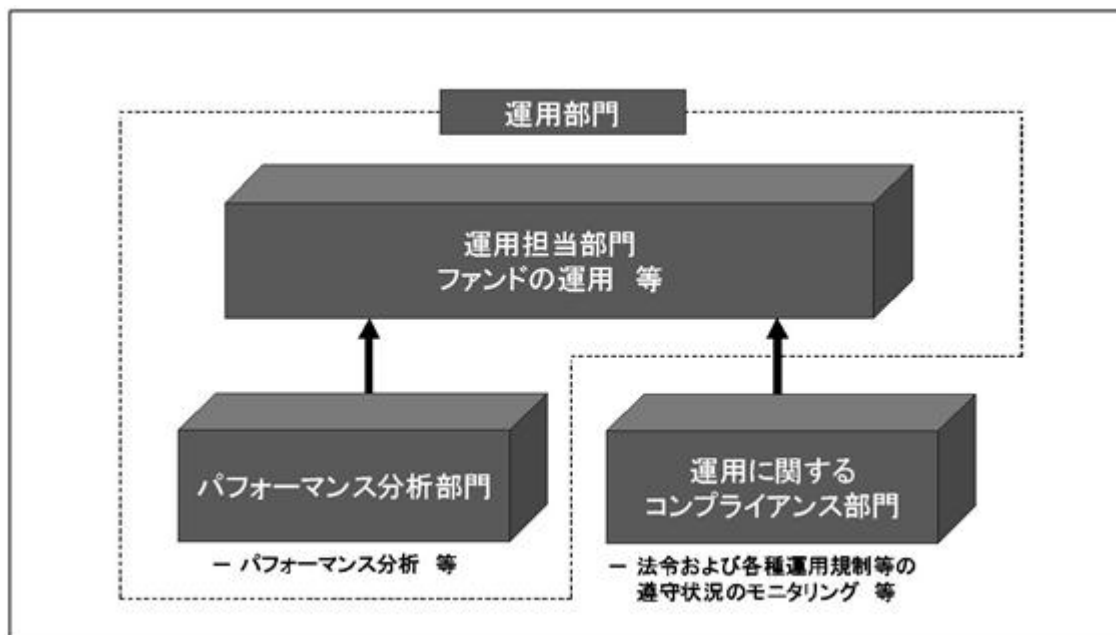 運用部門
運用担当部門
ファンドの運用 等
パフォーマンス分析部門
－ パフォーマンス分析 等
運用に関する
コンプライアンス部門
－ 法令および各種運用規制等の
遵守状況のモニタリング 等